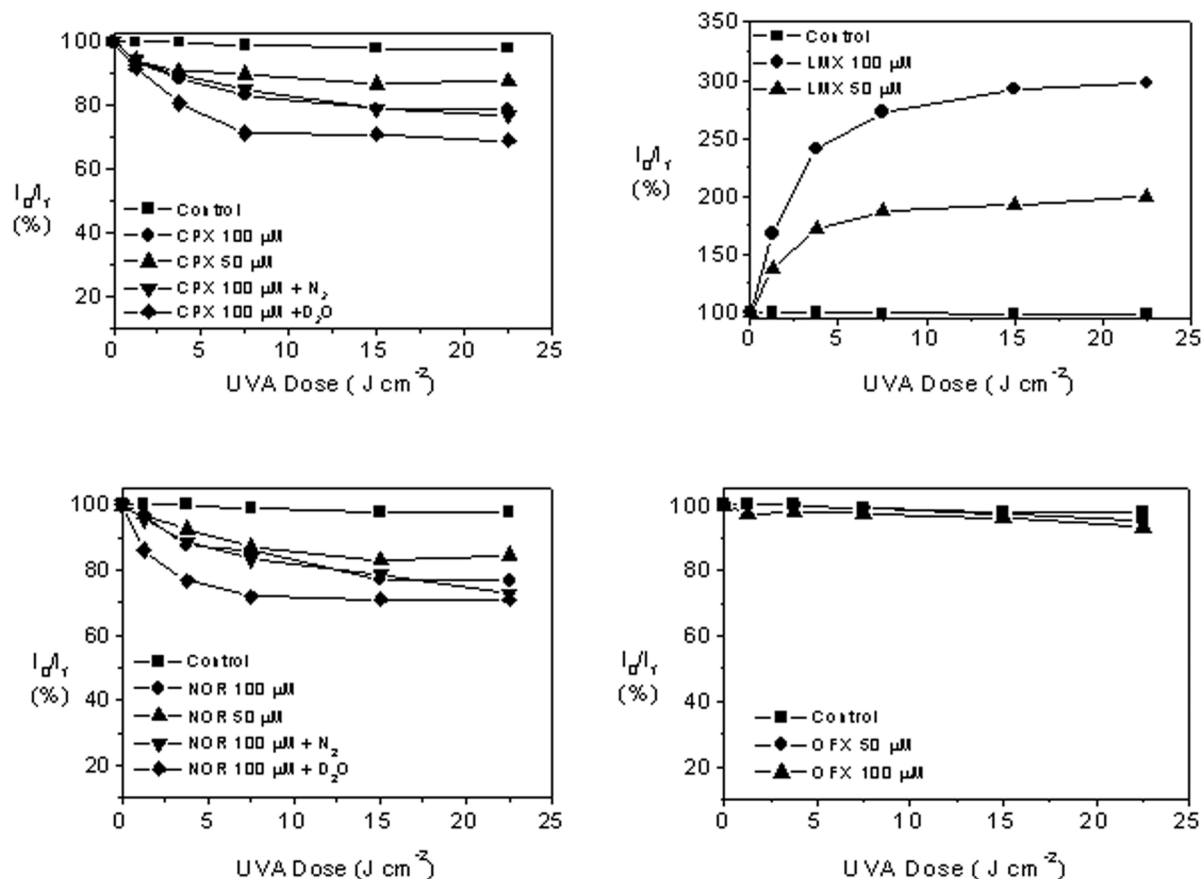 100
80
60
40
20
I0/Ir
(%)
Control
CPX 100 μM
CPX 50 μM
CPX 100 μM + N2
CPX 100 μM +D2O
0 5 10 15 20 25
UVA Dose ( J cm-2)
350
300
250
200
150
100
I0/Ir
(%)
Control
LMX 100 μM
LMX 50 μM
0 5 10 15 20 25
UVA Dose ( J cm-2)
100
80
60
40
20
I0/Ir
(%)
Control
NOR 100 μM
NOR 50 μM
NOR 100 μM + N2
NOR 100 μM + D2O
0 5 10 15 20 25
UVA Dose ( J cm-2)
100
80
60
40
20
I0/Ir
(%)
Control
OFX 50 μM
OFX 100 μM
0 5 10 15 20 25
UVA Dose ( J cm-2)